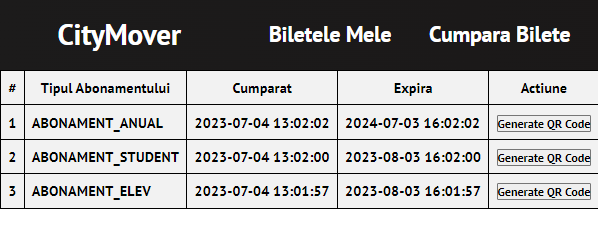 CityMover Biletele Mele Cumpara Bilete
# Tipul Abonamentului Cumparat Expira Actiune
1 ABONAMENT_ANUAL 2023-07-04 13:02:02 2024-07-03 16:02:02 Generate QR Code
2 ABONAMENT_STUDENT 2023-07-04 13:02:00 2023-08-03 16:02:00 Generate QR Code
3 ABONAMENT_ELEV 2023-07-04 13:01:57 2023-08-03 16:01:57 Generate QR Code